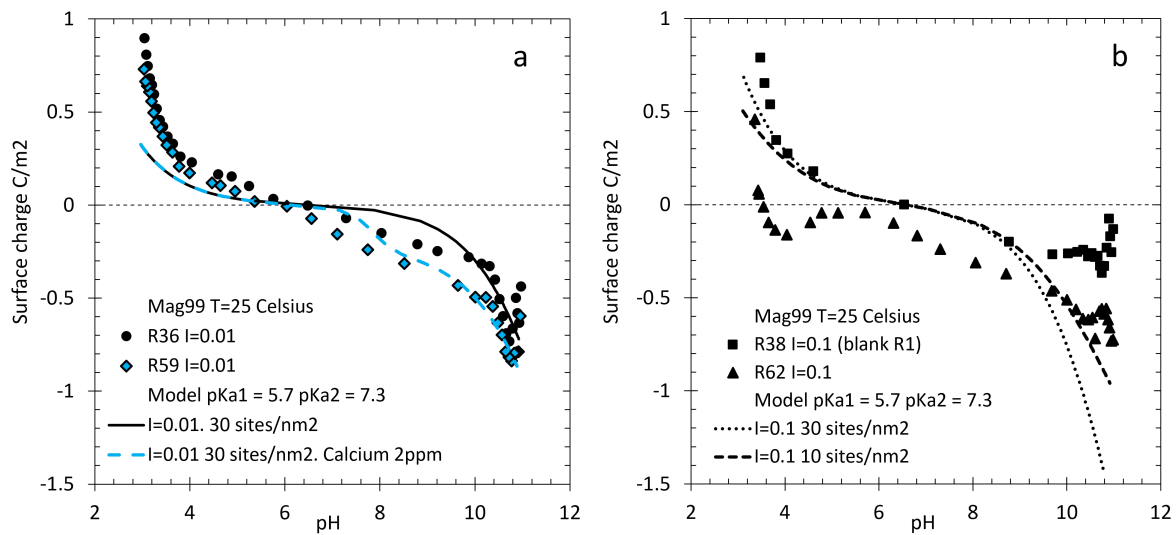 a
Surface charge C/m2
1
0.5
0
-0.5
-1
-1.5
Mag99 T=25 Celsius
R36 I=0.01
R59 I=0.01
Model pKa1 = 5.7 pKa2 = 7.3
I=0.01. 30 sites/nm2
I=0.01 30 sites/nm2. Calcium 2ppm
2 4 6 8 10 12
pH
b
Surface charge C/m2
1
0.5
0
-0.5
-1
-1.5
Mag99 T=25 Celsius
R38 I=0.1 (blank R1)
R62 I=0.1
Model pKa1 = 5.7 pKa2 = 7.3
I=0.1 30 sites/nm2
I=0.1 10 sites/nm2
2 4 6 8 10 12
pH